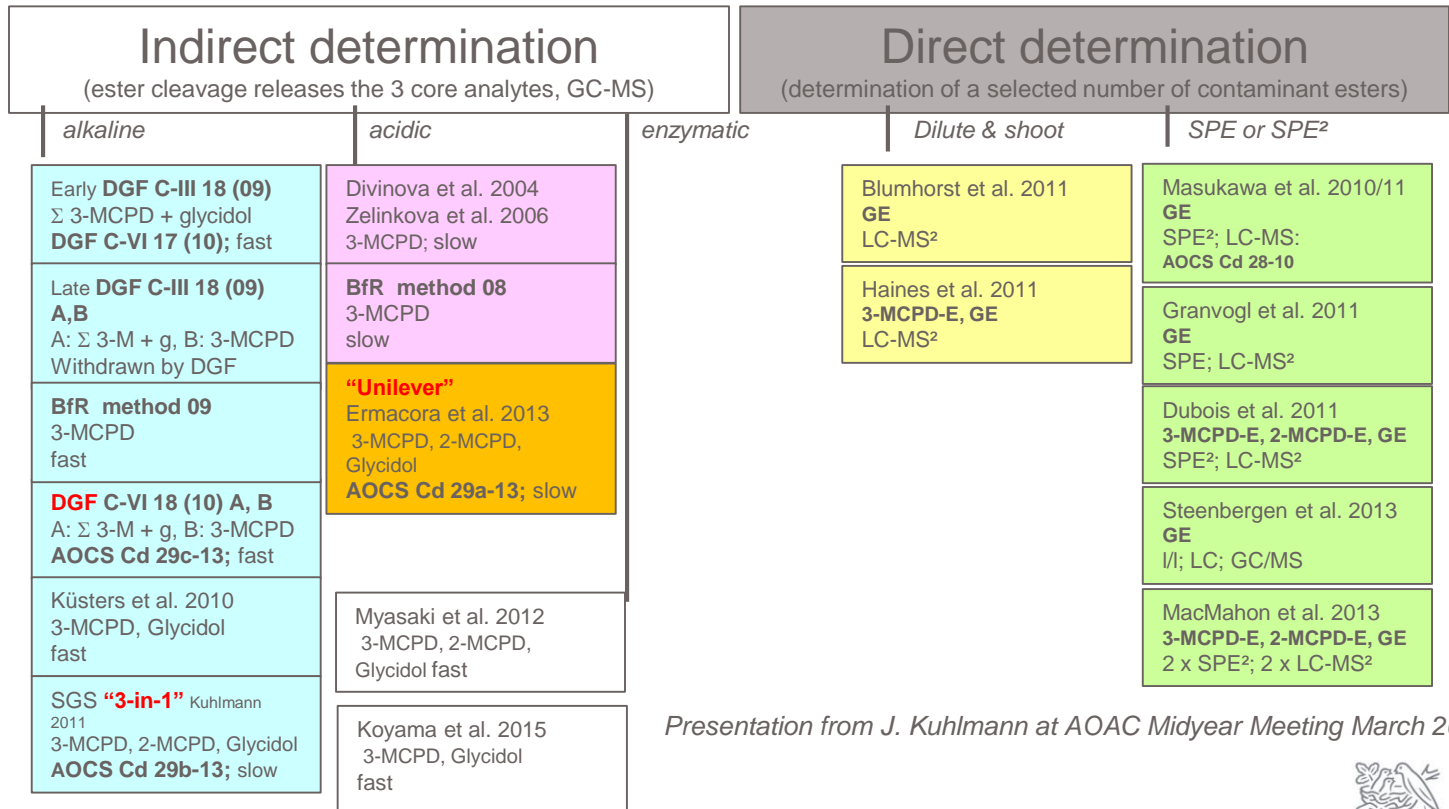 Indirect determination
(ester cleavage releases the 3 core analytes, GC-MS)
Direct determination
(determination of a selected number of contaminant esters)
alkaline
acidic
enzymatic
Dilute & shoot
SPE or SPE²
Early DGF C-III 18 (09)
Σ 3-MCPD + glycidol
DGF C-VI 17 (10); fast
Late DGF C-III 18 (09)
A,B
A: Σ 3-M + g, B: 3-MCPD
Withdrawn by DGF
BfR method 09
3-MCPD
fast
DGF C-VI 18 (10) A, B
A: Σ 3-M + g, B: 3-MCPD
AOCS Cd 29c-13; fast
Küsters et al. 2010
3-MCPD, Glycidol
fast
SGS “3-in-1” Kuhlmann
2011
3-MCPD, 2-MCPD, Glycidol
AOCS Cd 29b-13; slow
Divinova et al. 2004
Zelinkova et al. 2006
3-MCPD; slow
BfR method 08
3-MCPD
slow
“Unilever”
Ermacora et al. 2013
3-MCPD, 2-MCPD,
Glycidol
AOCS Cd 29a-13; slow
Myasaki et al. 2012
3-MCPD, 2-MCPD,
Glycidol fast
Koyama et al. 2015
3-MCPD, Glycidol
fast
Blumhorst et al. 2011
GE
LC-MS²
Haines et al. 2011
3-MCPD-E, GE
LC-MS²
Masukawa et al. 2010/11
GE
SPE²; LC-MS:
AOCS Cd 28-10
Granvogl et al. 2011
GE
SPE; LC-MS²
Dubois et al. 2011
3-MCPD-E, 2-MCPD-E, GE
SPE²; LC-MS²
Steenbergen et al. 2013
GE
l/l; LC; GC/MS
MacMahon et al. 2013
3-MCPD-E, 2-MCPD-E, GE
2 x SPE²; 2 x LC-MS²
Presentation from J. Kuhlmann at AOAC Midyear Meeting March